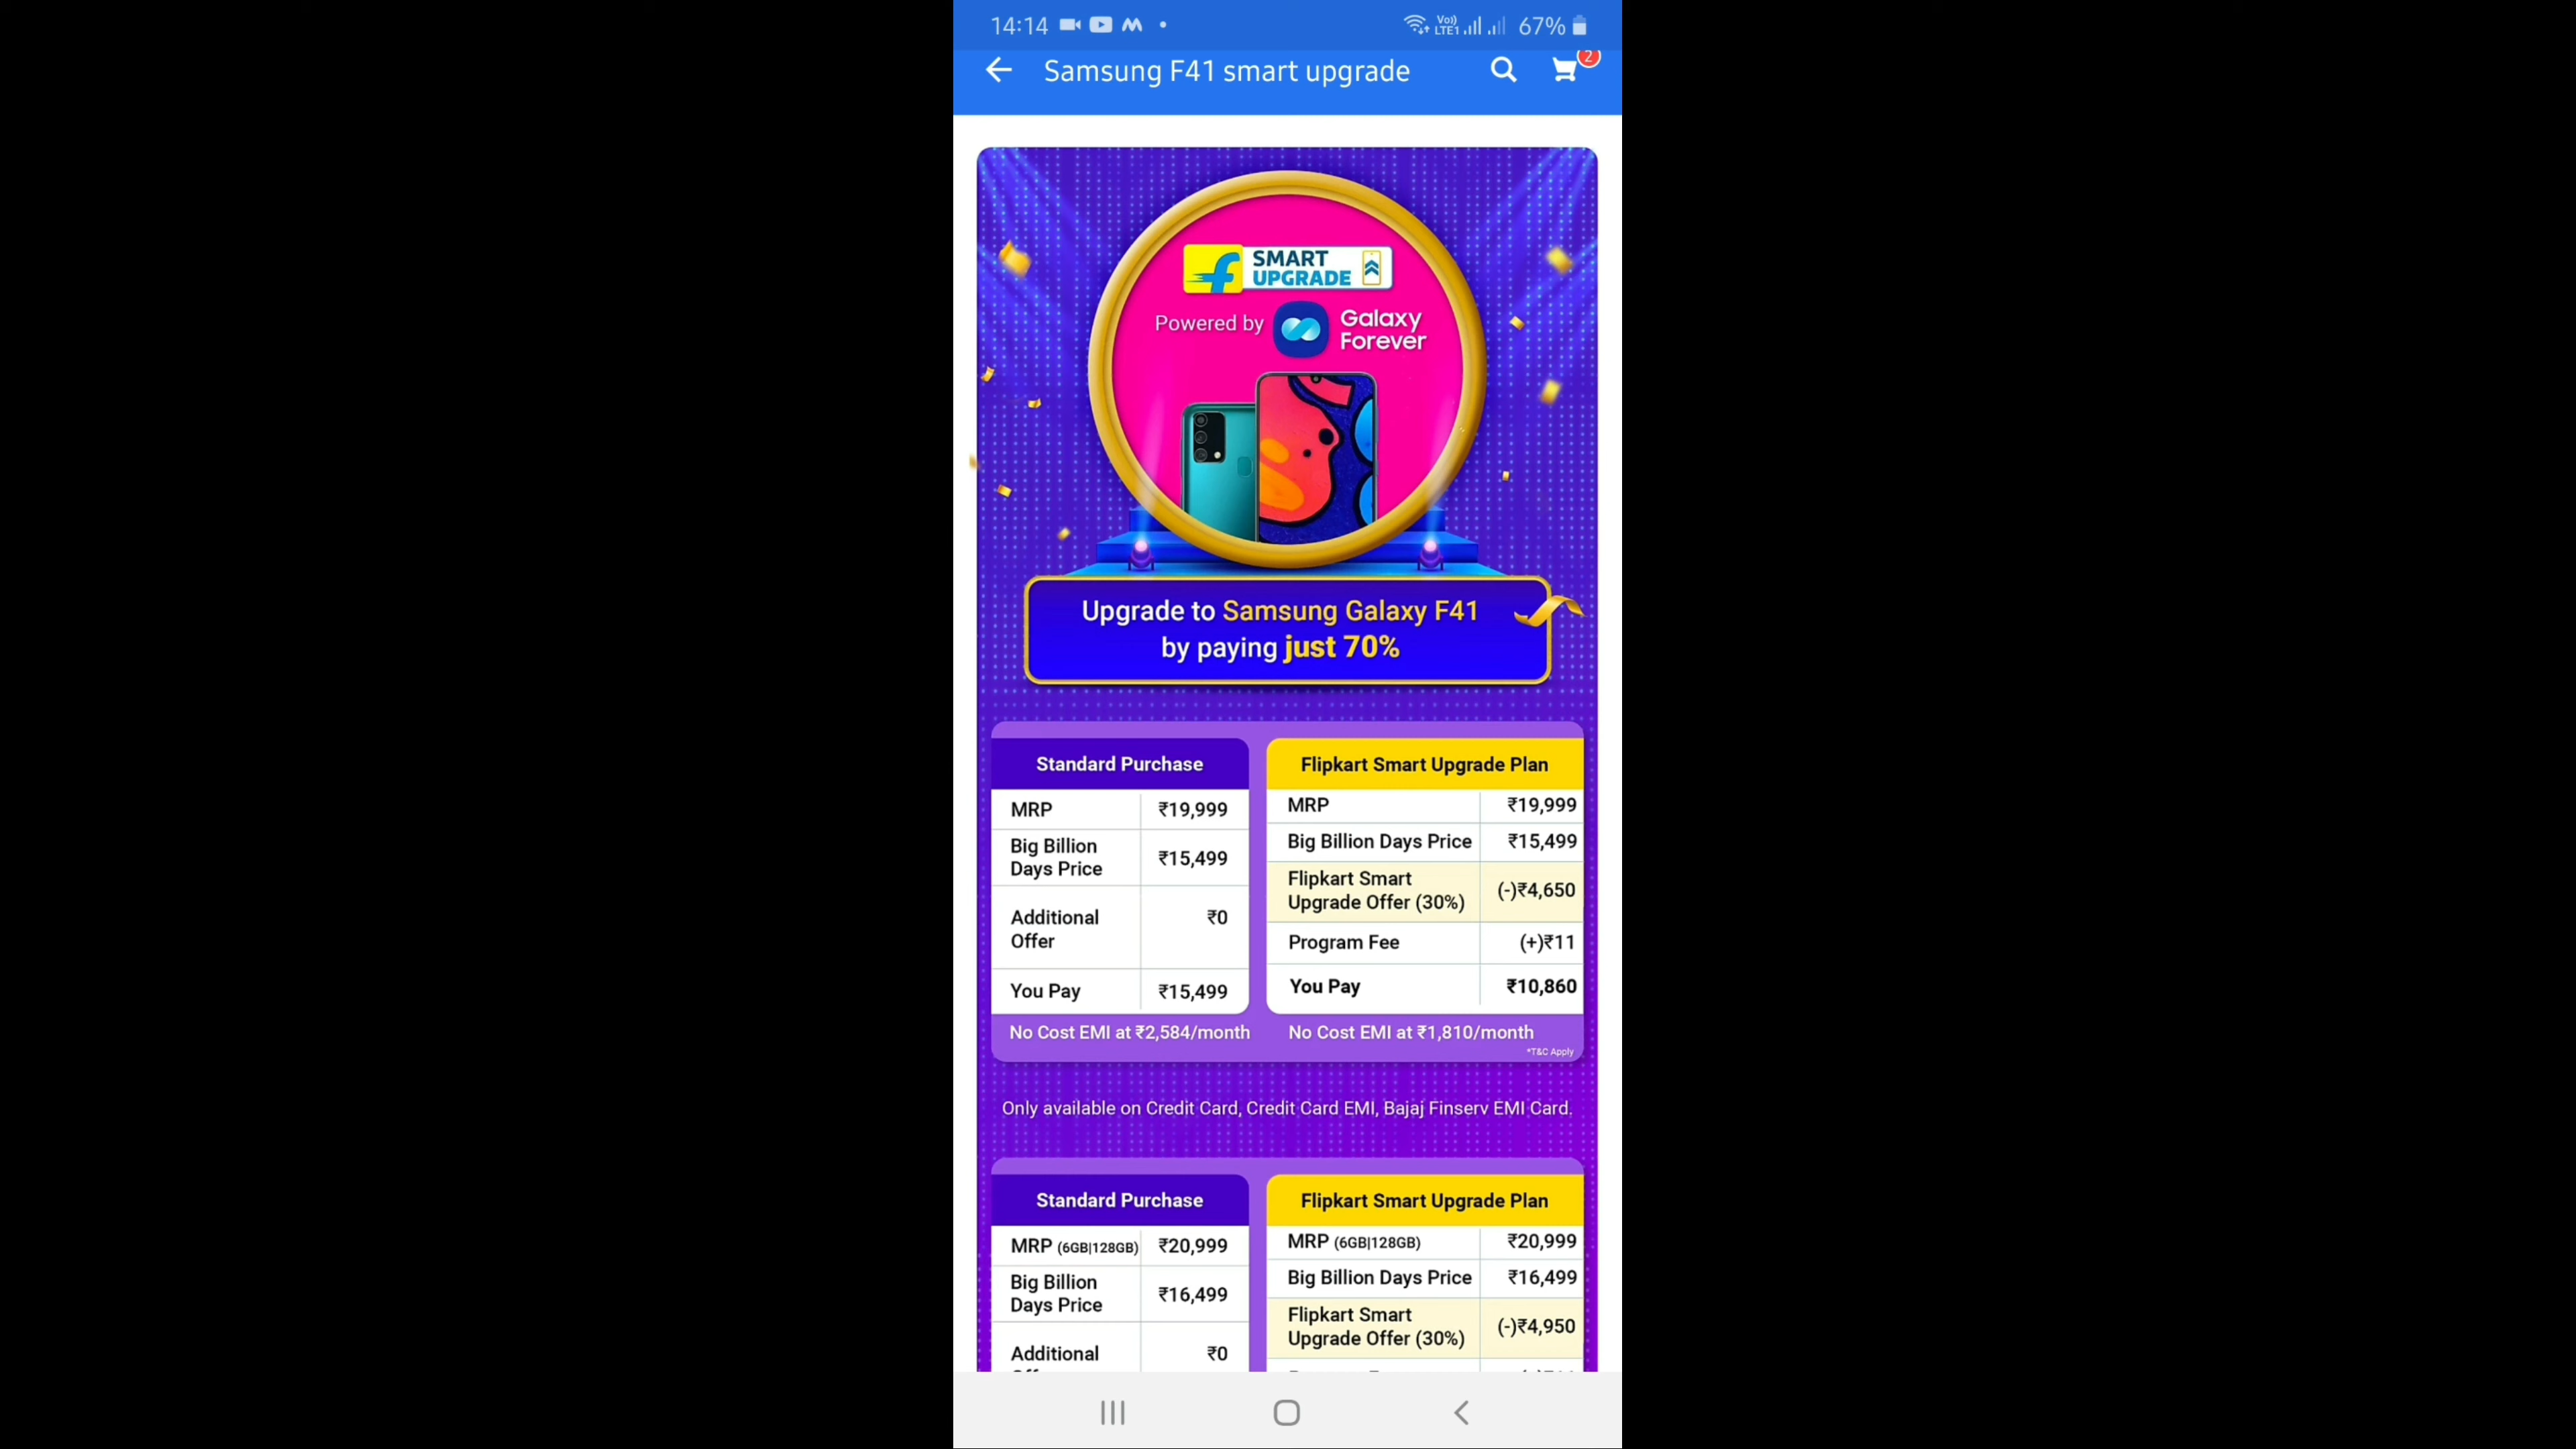 14:14
Vo) LTE1 67%
Samsung F41 smart upgrade
2
SMART
UPGRADE
Powered by
Galaxy
Forever
Upgrade to Samsung Galaxy F41
by paying just 70%
Standard Purchase
MRP ₹19,999
Big Billion
Days Price ₹15,499
Additional
Offer ₹0
You Pay ₹15,499
No Cost EMI at ₹2,584/month
Flipkart Smart Upgrade Plan
MRP ₹19,999
Big Billion Days Price ₹15,499
Flipkart Smart
Upgrade Offer (30%) (-)₹4,650
Program Fee (+)₹11
You Pay ₹10,860
No Cost EMI at ₹1,810/month
*T&C Apply
Only available on Credit Card, Credit Card EMI, Bajaj Finserv EMI Card.
Standard Purchase
MRP (6GB|128GB) ₹20,999
Big Billion
Days Price ₹16,499
Additional ₹0
Flipkart Smart Upgrade Plan
MRP (6GB|128GB) ₹20,999
Big Billion Days Price ₹16,499
Flipkart Smart
Upgrade Offer (30%) (-)₹4,950